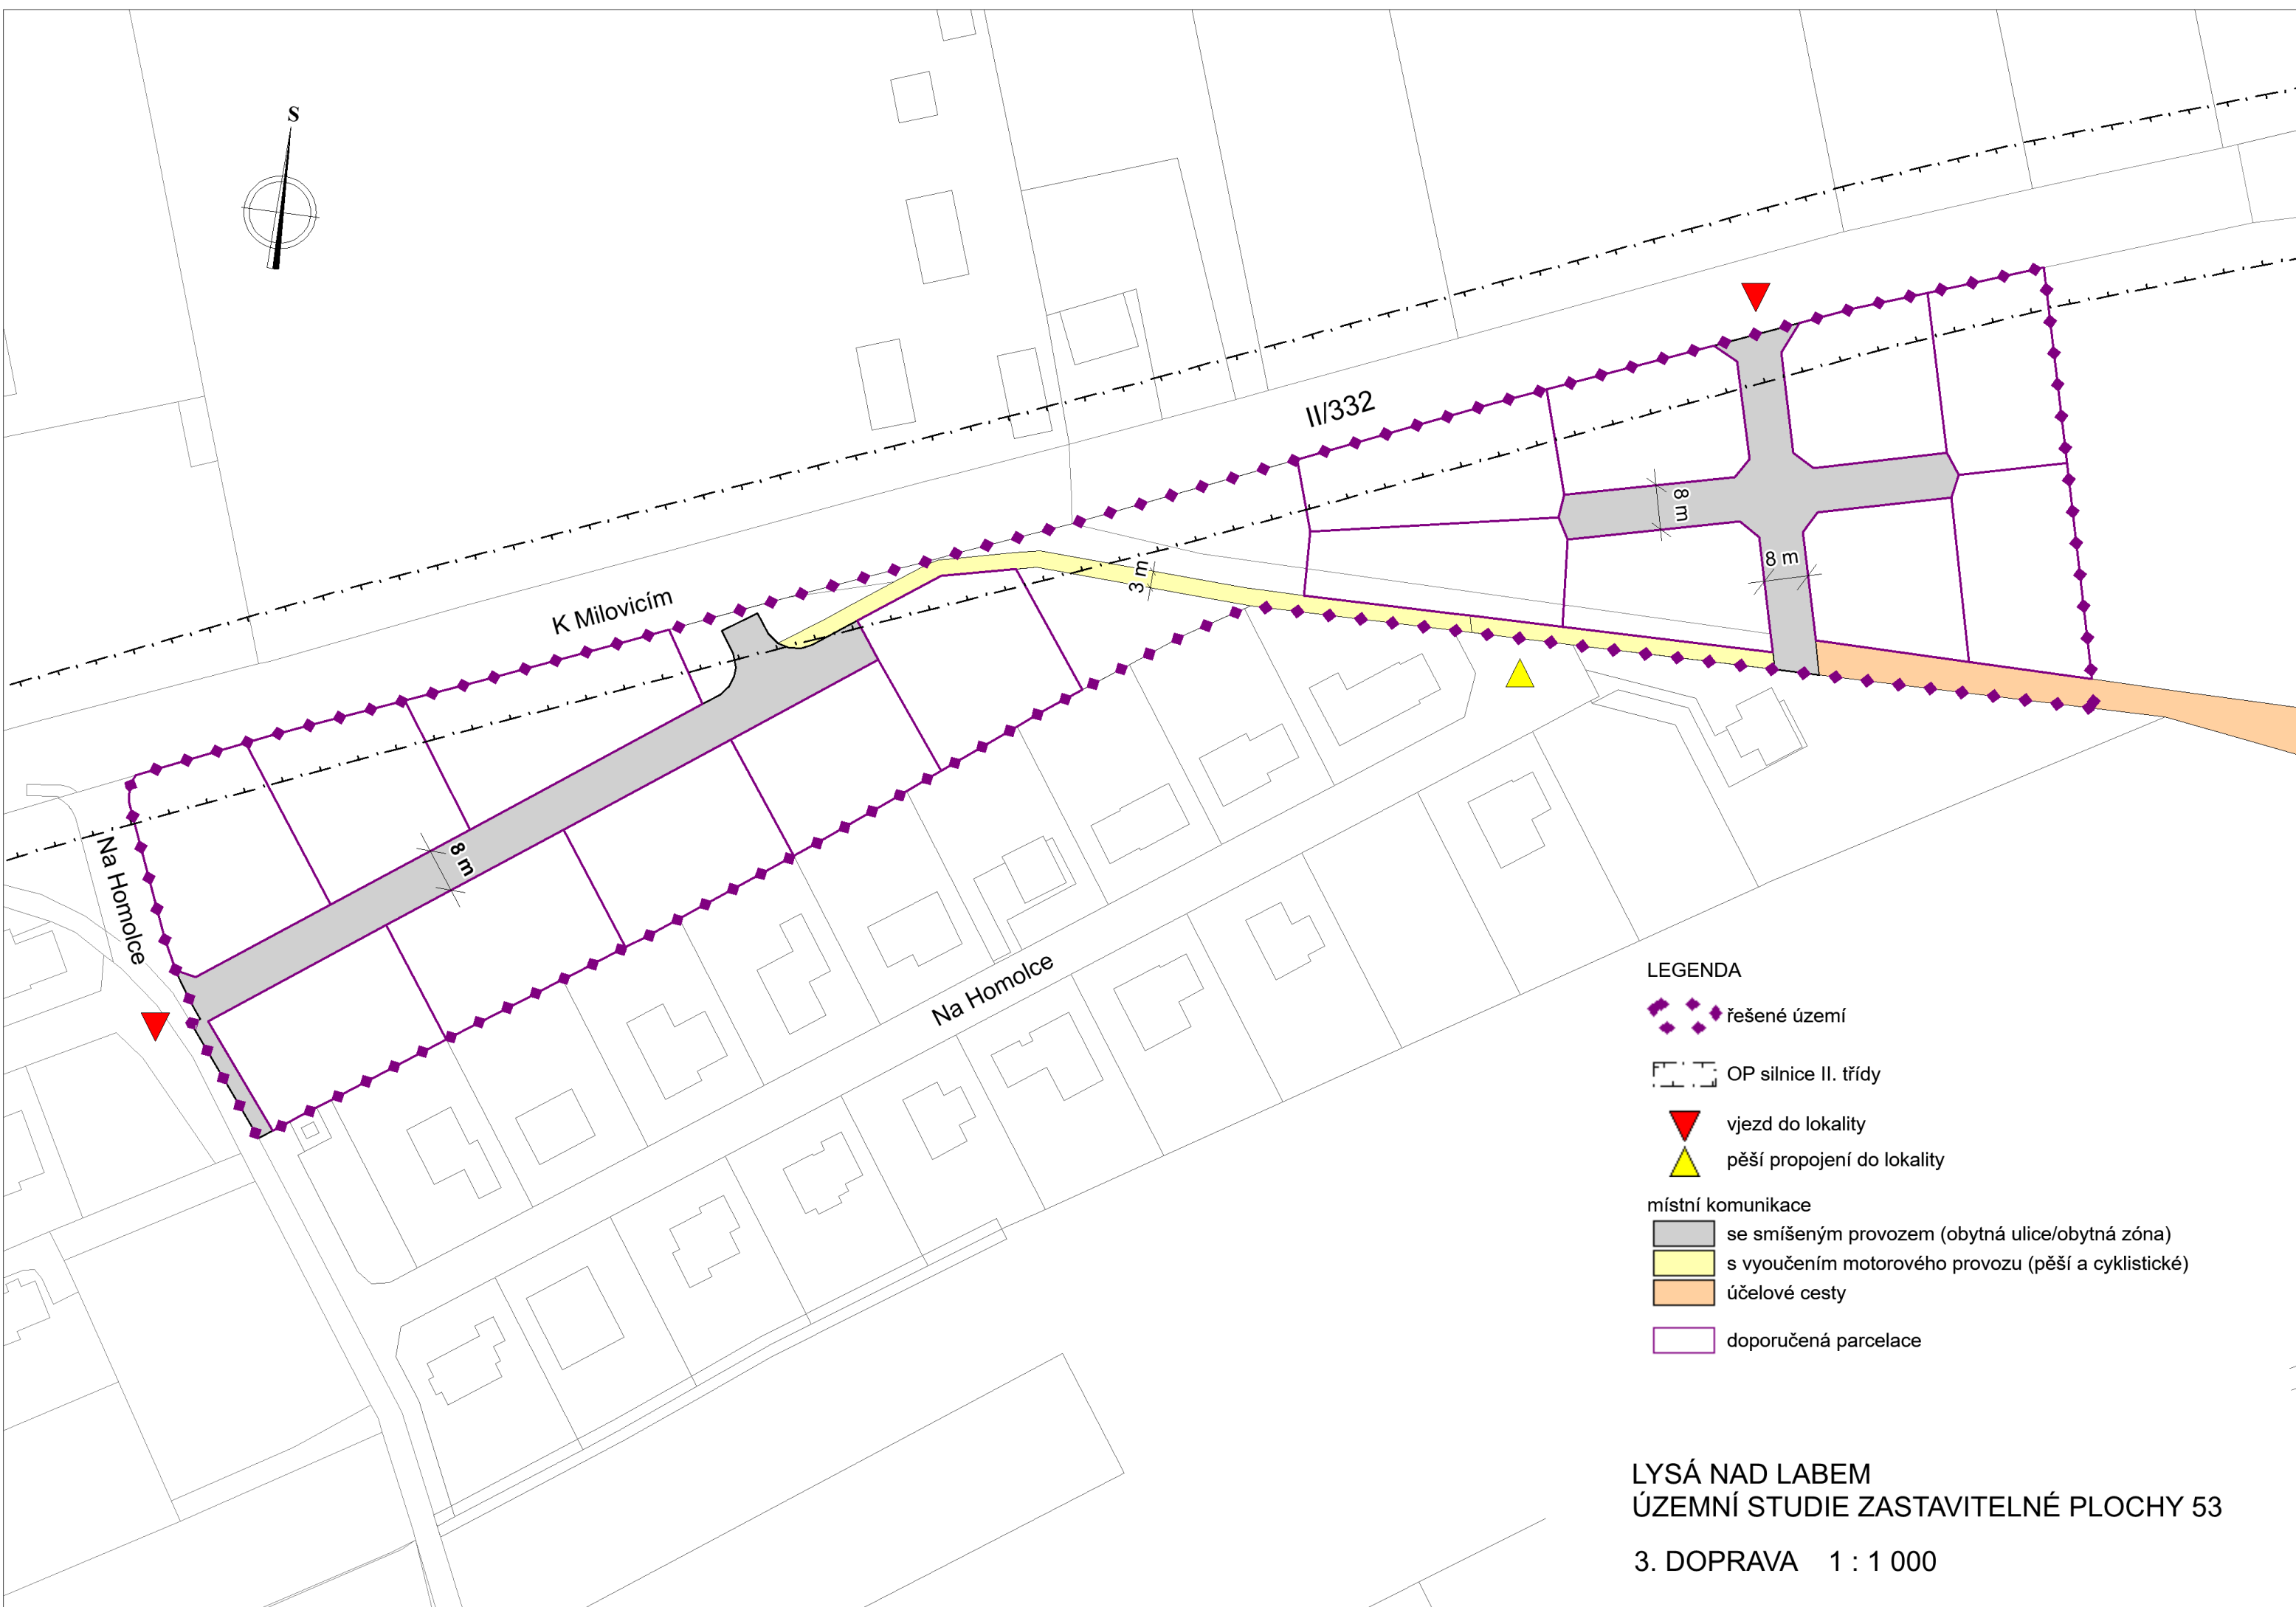 S
II/332
8 m
8 m
3 m
K Milovicím
8 m
Na Homolce
Na Homolce
LEGENDA
řešené území
OP silnice II. třídy
vjezd do lokality
pěší propojení do lokality
místní komunikace
se smíšeným provozem (obytná ulice/obytná zóna)
s vyoučením motorového provozu (pěší a cyklistické)
účelové cesty
doporučená parcelace
LYSÁ NAD LABEM
ÚZEMNÍ STUDIE ZASTAVITELNÉ PLOCHY 53
3. DOPRAVA 1 : 1 000